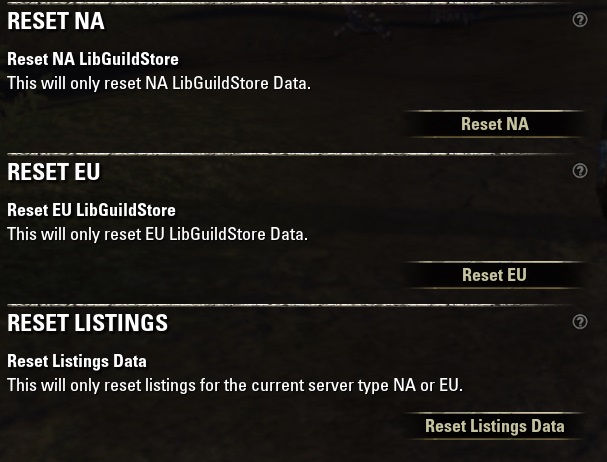 RESET NA
Reset NA LibGuildStore
This will only reset NA LibGuildStore Data.
Reset NA
RESET EU
Reset EU LibGuildStore
This will only reset EU LibGuildStore Data.
Reset EU
RESET LISTINGS
Reset Listings Data
This will only reset listings for the current server type NA or EU.
Reset Listings Data